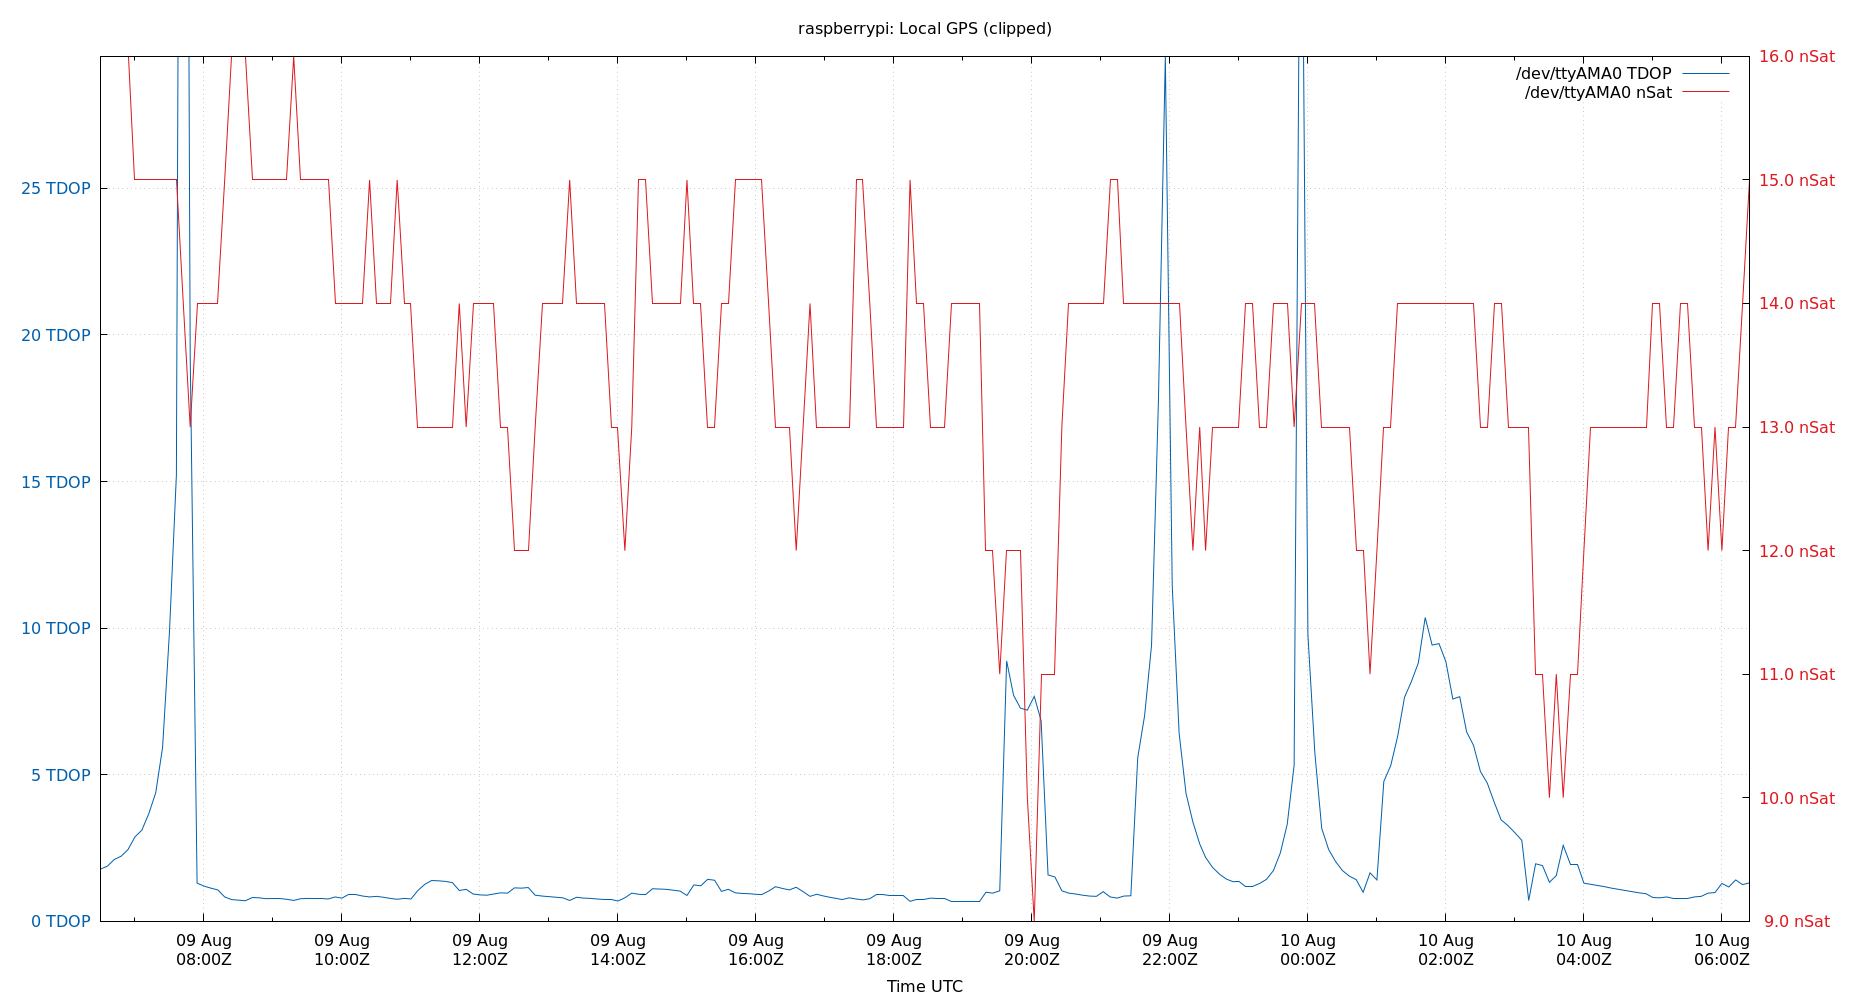 raspberrypi: Local GPS (clipped)
/dev/ttyAMA0 TDOP
/dev/ttyAMA0 nSat
25 TDOP
20 TDOP
15 TDOP
10 TDOP
5 TDOP
0 TDOP
16.0 nSat
15.0 nSat
14.0 nSat
13.0 nSat
12.0 nSat
11.0 nSat
10.0 nSat
9.0 nSat
09 Aug 09 Aug 09 Aug 09 Aug 09 Aug 09 Aug 09 Aug 09 Aug 10 Aug 10 Aug 10 Aug 10 Aug
08:00Z 10:00Z 12:00Z 14:00Z 16:00Z 18:00Z 20:00Z 22:00Z 00:00Z 02:00Z 04:00Z 06:00Z
Time UTC